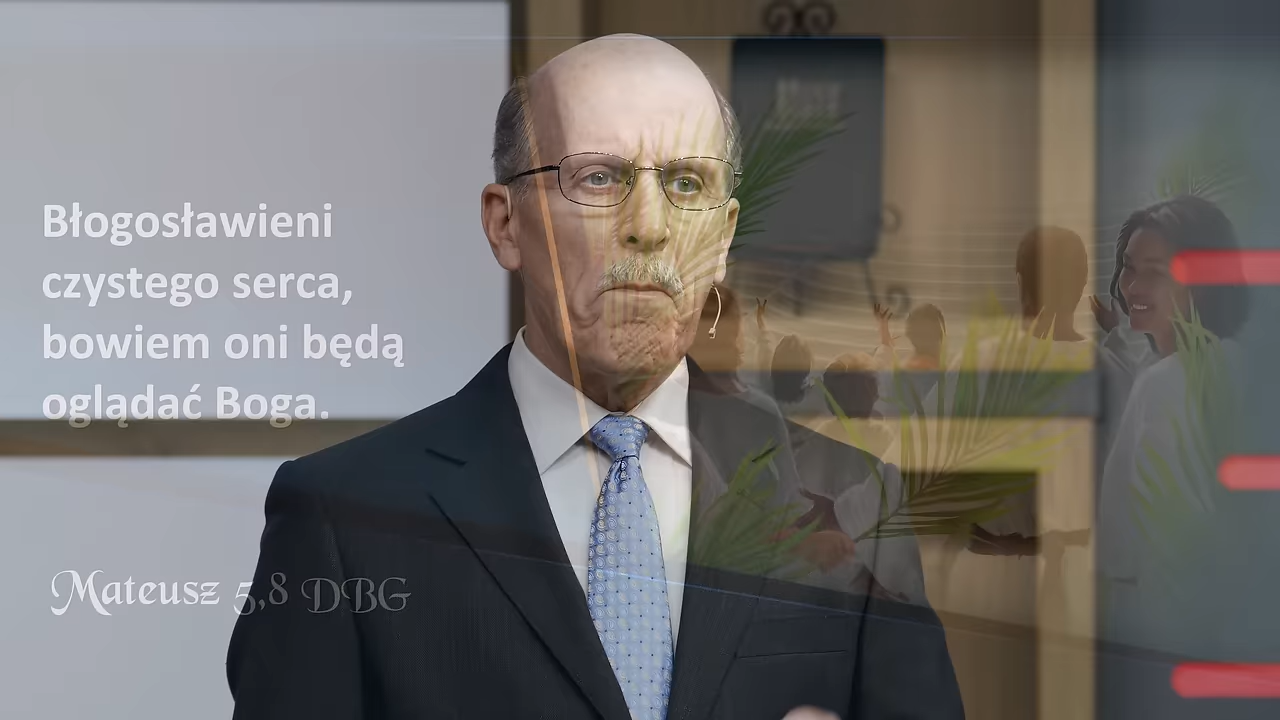 Błogosławieni
czystego serca,
bowiem oni będą
oglądać Boga.
Mateusz 5,8 DBG